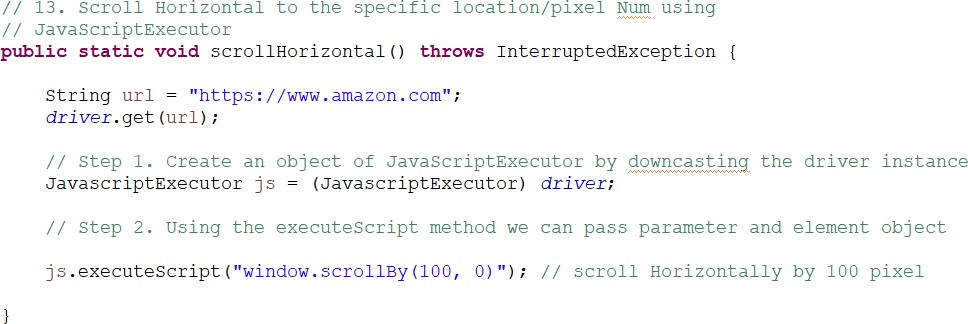 // 13. Scroll Horizontal to the specific location/pixel Num using
// JavaScriptExecutor
public static void scrollHorizontal() throws InterruptedException {
String url = "https://www.amazon.com";
driver.get(url);
// Step 1. Create an object of JavaScriptExecutor by downcasting the driver instance
JavascriptExecutor js = (JavascriptExecutor) driver;
// Step 2. Using the executeScript method we can pass parameter and element object
js.executeScript("window.scrollBy(100, 0)"); // scroll Horizontally by 100 pixel
}